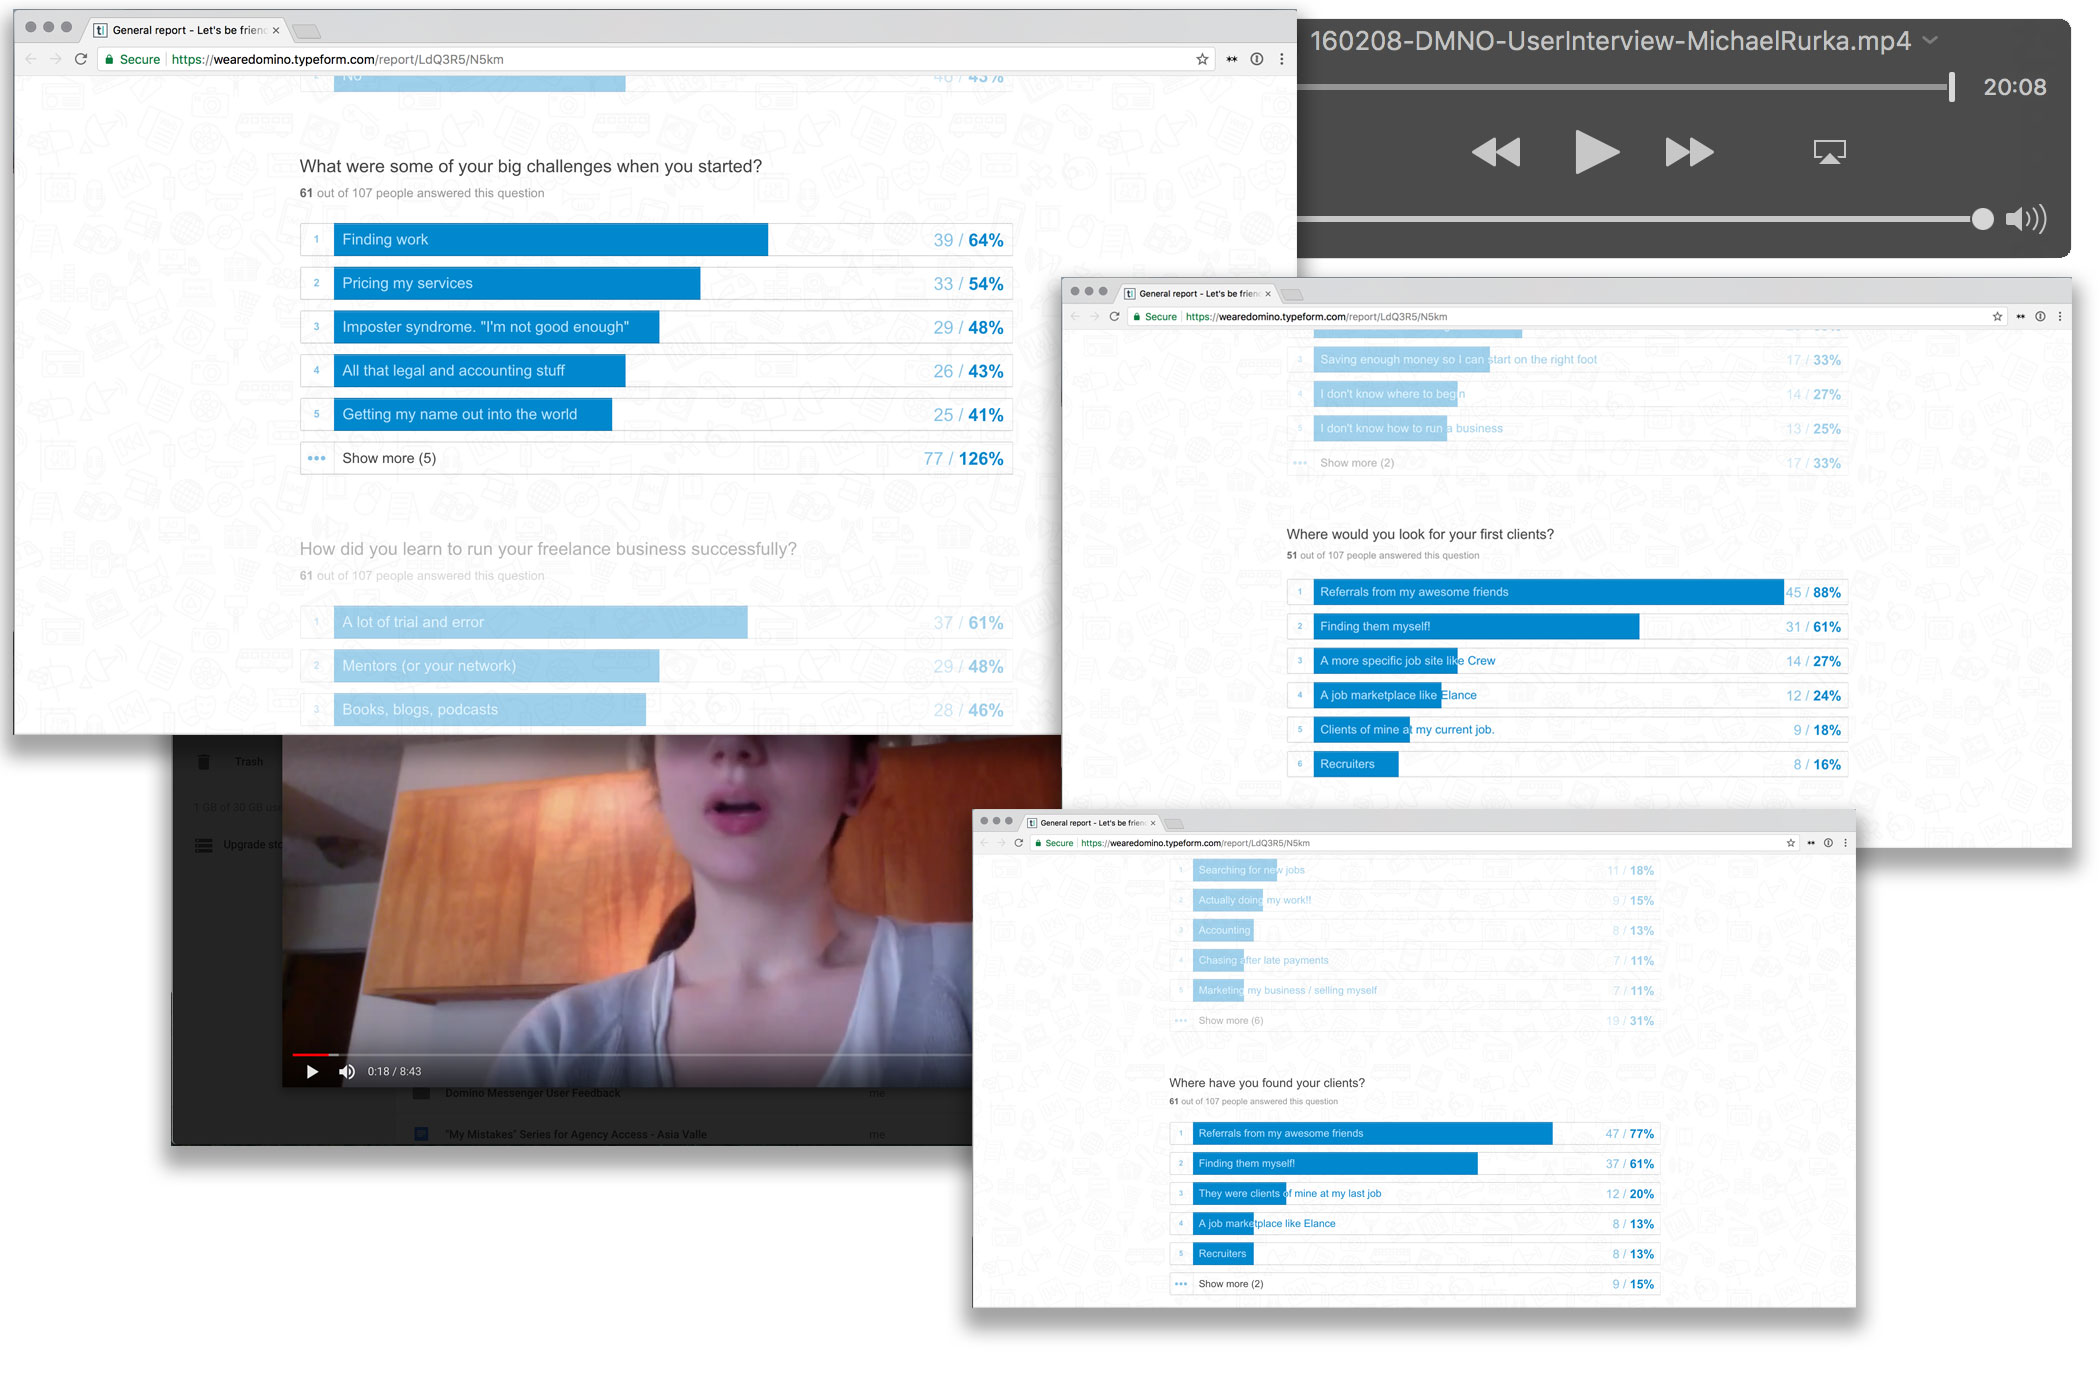 General report - Let's be frien
Secure
https://wearedomino.typeform.com/report/LdQ3R5/N5km
No
46 / 43%
What were some of your big challenges when you started?
61 out of 107 people answered this question
1 Finding work 39 / 64%
2 Pricing my services 33 / 54%
3 Imposter syndrome. "I'm not good enough" 29 / 48%
4 All that legal and accounting stuff 26 / 43%
5 Getting my name out into the world 25 / 41%
Show more (5) 77 / 126%
How did you learn to run your freelance business successfully?
61 out of 107 people answered this question
1 A lot of trial and error 37 / 61%
2 Mentors (or your network) 29 / 48%
3 Books, blogs, podcasts 28 / 46%
160208-DMNO-UserInterview-MichaelRurka.mp4
20:08
General report - Let's be frien
Secure
https://wearedomino.typeform.com/report/LdQ3R5/N5km
3 Saving enough money so I can start on the right foot 17 / 33%
4 I don't know where to begin 14 / 27%
5 I don't know how to run a business 13 / 25%
Show more (2) 17 / 33%
Where would you look for your first clients?
51 out of 107 people answered this question
1 Referrals from my awesome friends 45 / 88%
2 Finding them myself! 31 / 61%
3 A more specific job site like Crew 14 / 27%
4 A job marketplace like Elance 12 / 24%
5 Clients of mine at my current job. 9 / 18%
6 Recruiters 8 / 16%
Trash
1 GB of 30 GB use
Upgrade sto
0:18 / 8:43
Domino Messenger User Feedback me
"My Mistakes" Series for Agency Access - Asia Valle me
General report - Let's be frien
Secure
https://wearedomino.typeform.com/report/LdQ3R5/N5km
1 Searching for new jobs 11 / 18%
2 Actually doing my work!! 9 / 15%
3 Accounting 8 / 13%
4 Chasing after late payments 7 / 11%
5 Marketing my business / selling myself 7 / 11%
Show more (6) 19 / 31%
Where have you found your clients?
61 out of 107 people answered this question
1 Referrals from my awesome friends 47 / 77%
2 Finding them myself! 37 / 61%
3 They were clients of mine at my last job 12 / 20%
4 A job marketplace like Elance 8 / 13%
5 Recruiters 8 / 13%
Show more (2) 9 / 15%